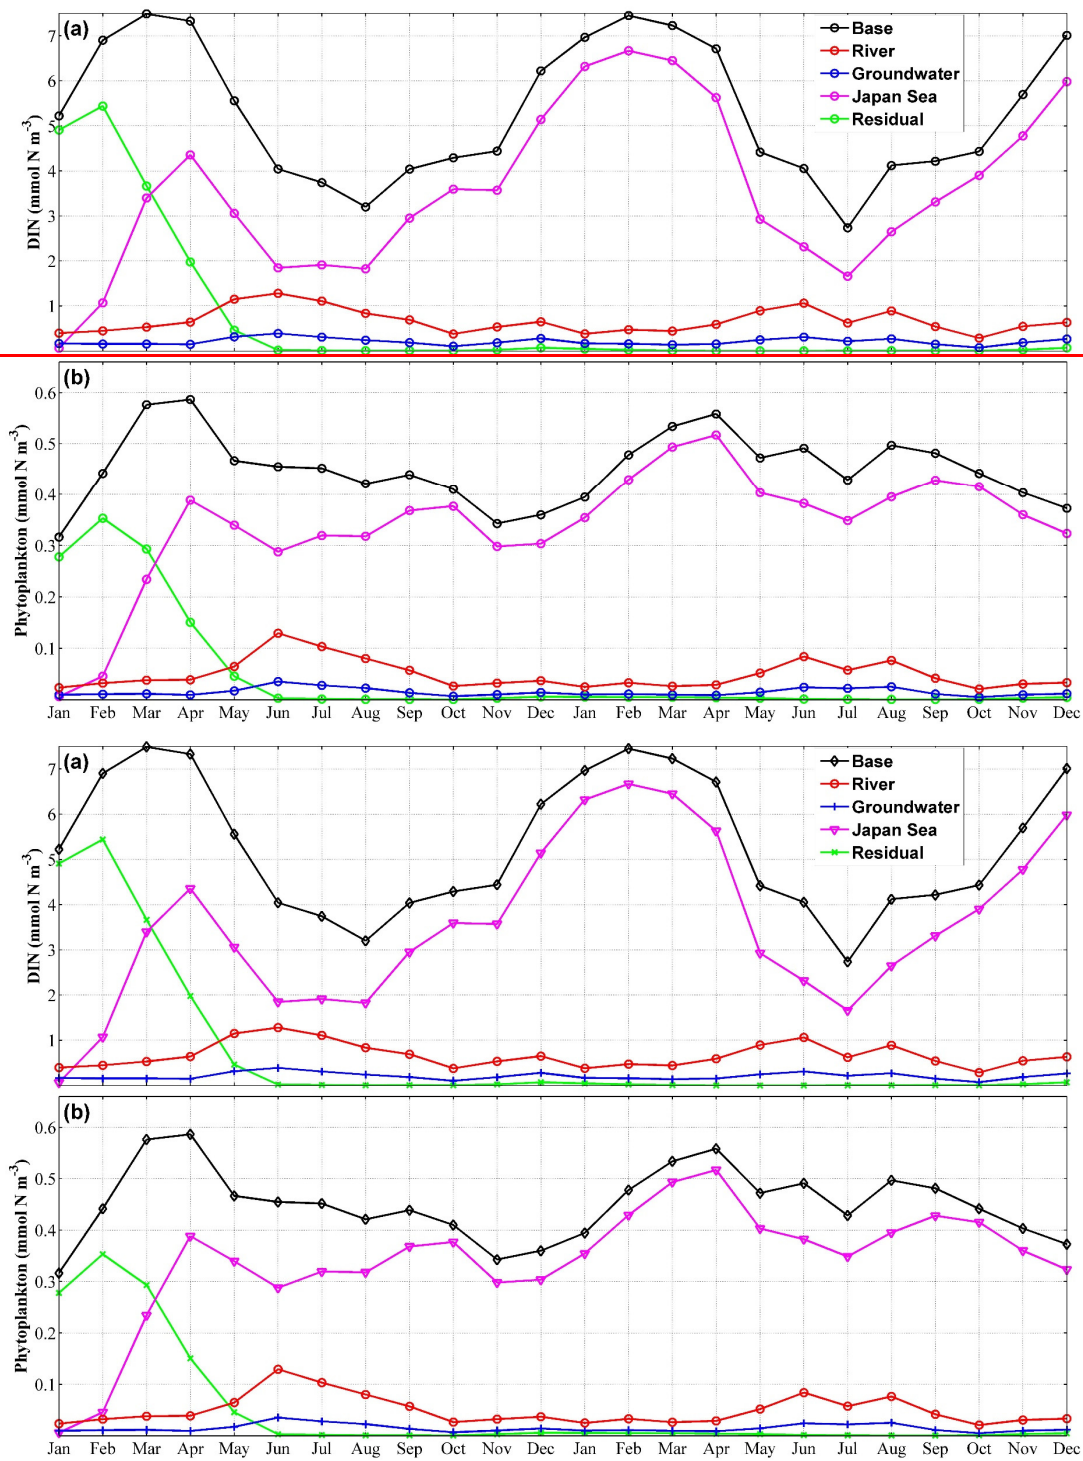 (a)
Base
River
Groundwater
Japan Sea
Residual
DIN (mmol N m⁻³)
7
6
5
4
3
2
1
(b)
Phytoplankton (mmol N m⁻³)
0.6
0.5
0.4
0.3
0.2
0.1
Jan Feb Mar Apr May Jun Jul Aug Sep Oct Nov Dec Jan Feb Mar Apr May Jun Jul Aug Sep Oct Nov Dec
(a)
Base
River
Groundwater
Japan Sea
Residual
DIN (mmol N m⁻³)
7
6
5
4
3
2
1
(b)
Phytoplankton (mmol N m⁻³)
0.6
0.5
0.4
0.3
0.2
0.1
Jan Feb Mar Apr May Jun Jul Aug Sep Oct Nov Dec Jan Feb Mar Apr May Jun Jul Aug Sep Oct Nov Dec